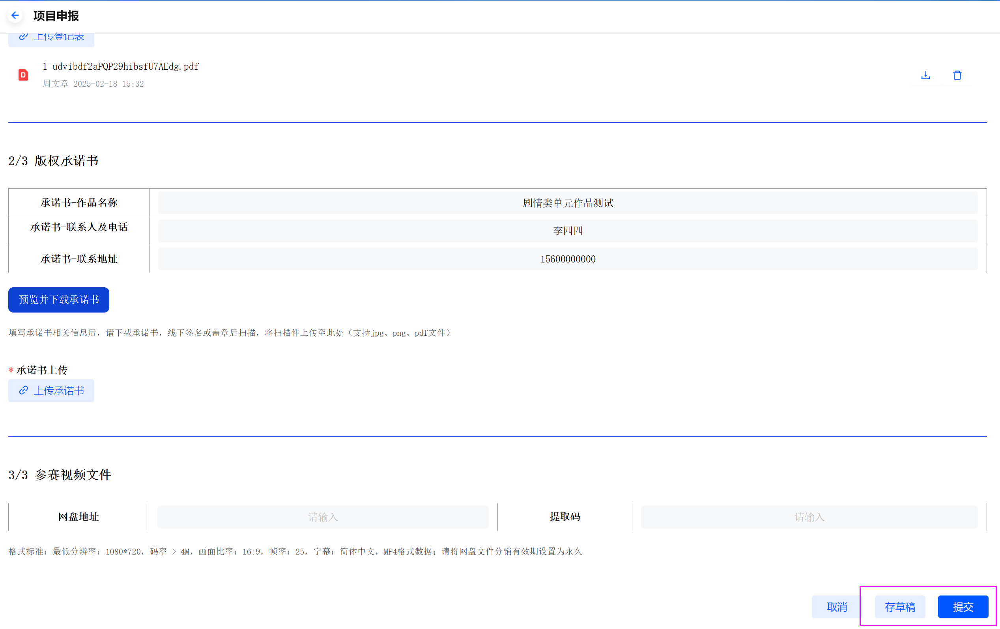 项目申报
上传登记表
1-udvibdf2aPQP29hibsfU7AEdg.pdf
周文章 2025-02-18 15:32
2/3 版权承诺书
承诺书-作品名称 剧情类单元作品测试
承诺书-联系人及电话 李四四
承诺书-联系地址 15600000000
预览并下载承诺书
填写承诺书相关信息后，请下载承诺书，线下签名或盖章后扫描，将扫描件上传至此处（支持jpg、png、pdf文件）
* 承诺书上传
上传承诺书
3/3 参赛视频文件
网盘地址 请输入 提取码 请输入
格式标准：最低分辨率：1080*720，码率 > 4M，画面比率：16:9，帧率：25，字幕：简体中文，MP4格式数据；请将网盘文件分销有效期设置为永久
取消 存草稿 提交